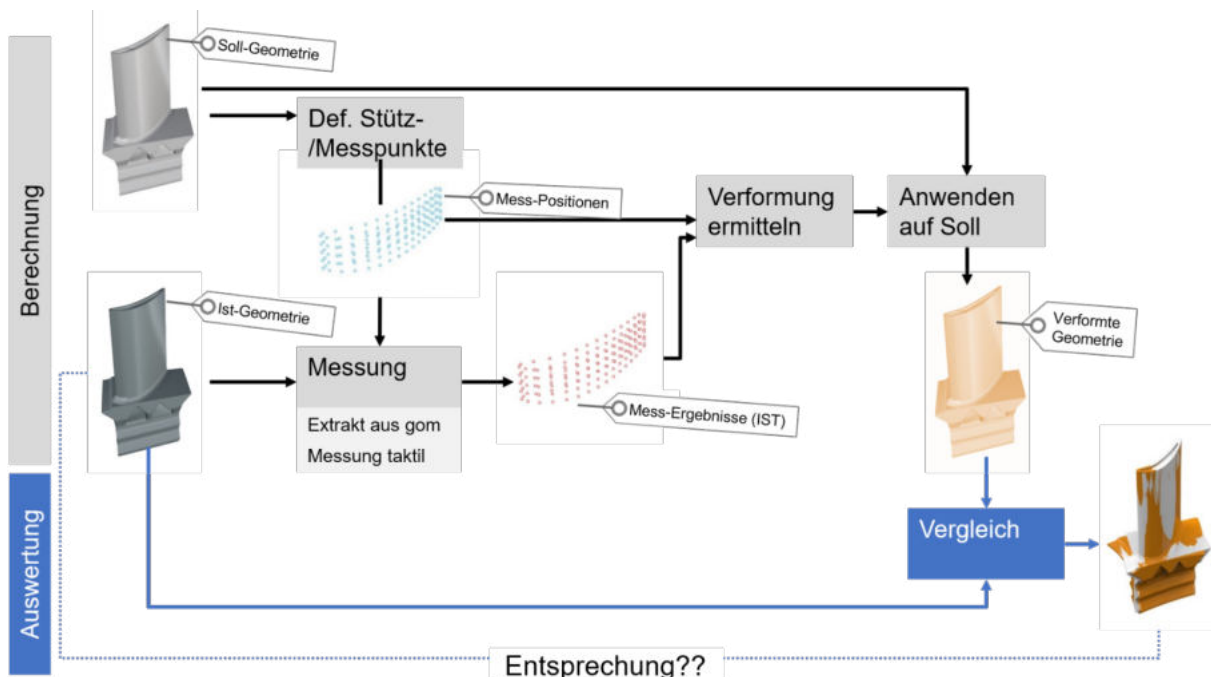 Soll-Geometrie
Def. Stütz-
/Messpunkte
Mess-Positionen
Verformung
ermitteln
Anwenden
auf Soll
Berechnung
Ist-Geometrie
Verformte
Geometrie
Messung
Extrakt aus gom
Messung taktil
Mess-Ergebnisse (IST)
Auswertung
Vergleich
Entsprechung??